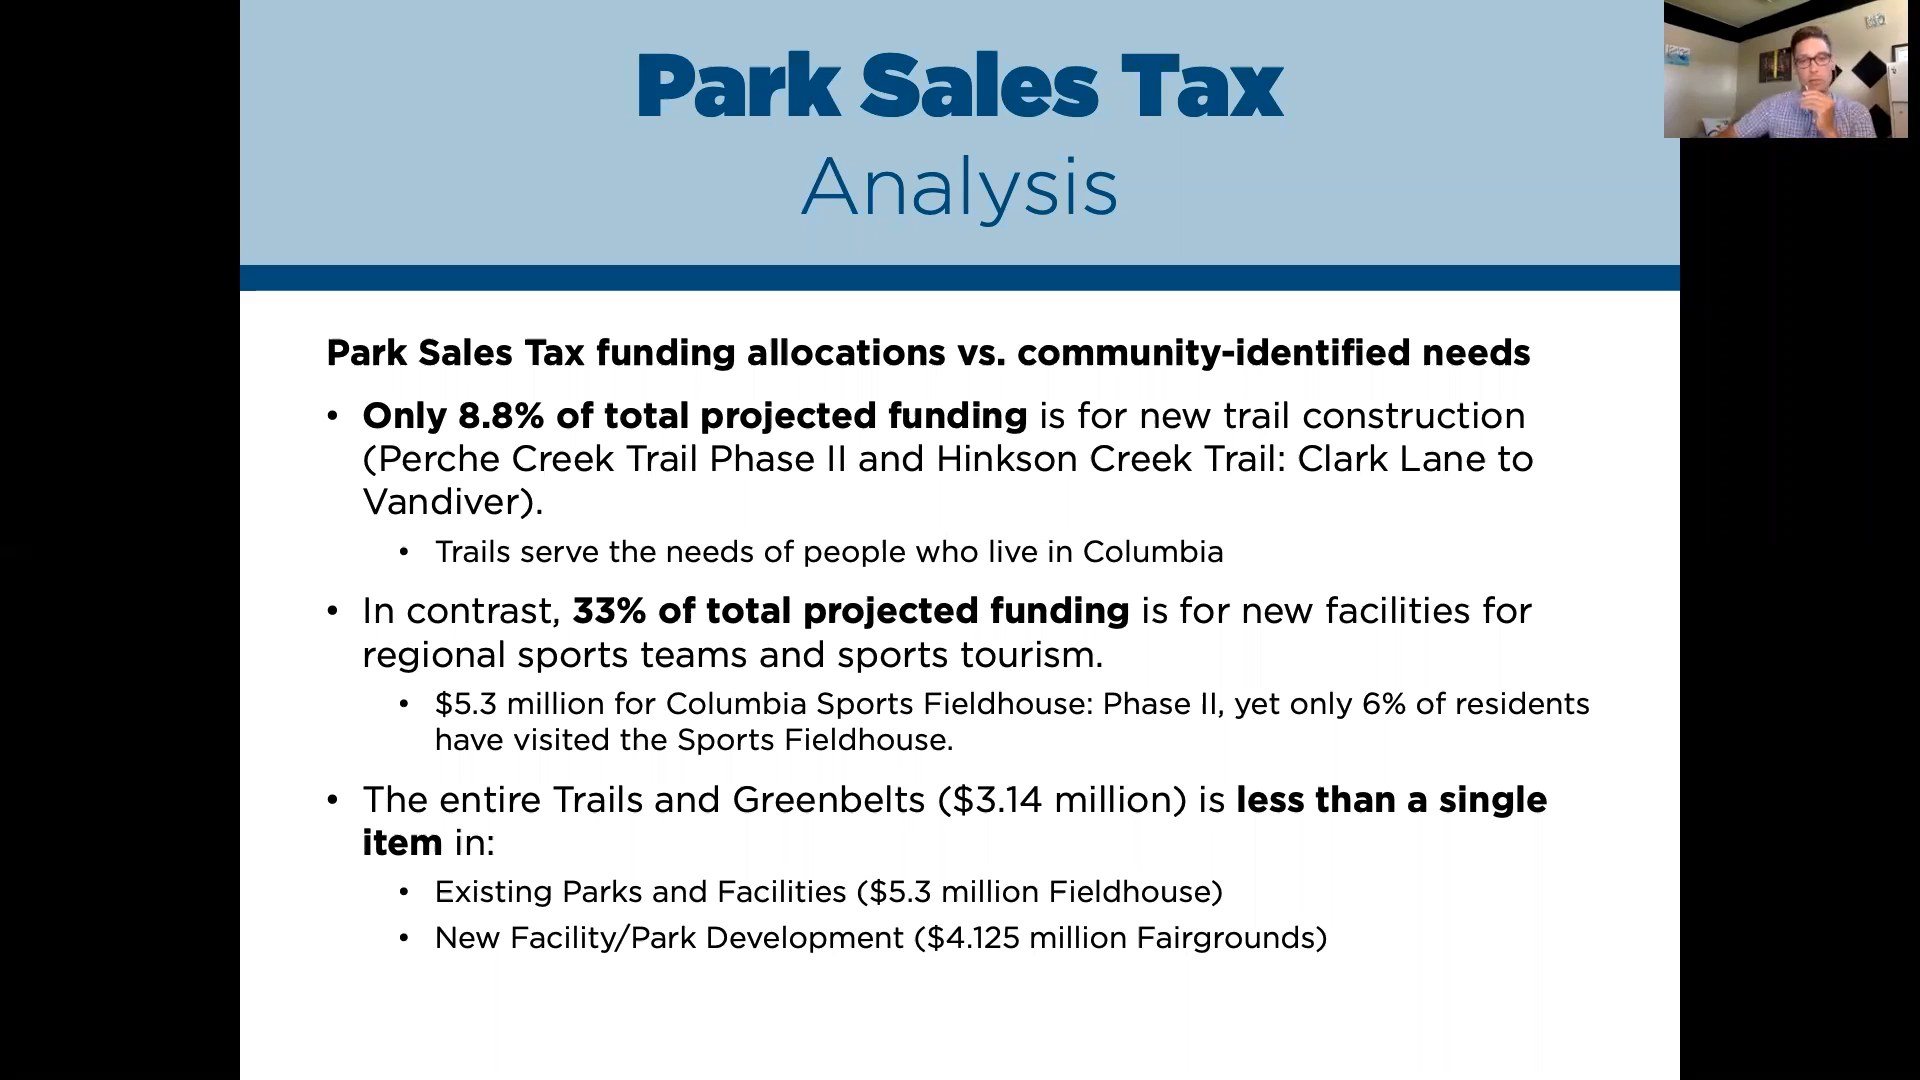 Park Sales Tax
Analysis
Park Sales Tax funding allocations vs. community-identified needs
• Only 8.8% of total projected funding is for new trail construction
(Perche Creek Trail Phase II and Hinkson Creek Trail: Clark Lane to
Vandiver).
• Trails serve the needs of people who live in Columbia
• In contrast, 33% of total projected funding is for new facilities for
regional sports teams and sports tourism.
• $5.3 million for Columbia Sports Fieldhouse: Phase II, yet only 6% of residents
have visited the Sports Fieldhouse.
• The entire Trails and Greenbelts ($3.14 million) is less than a single
item in:
• Existing Parks and Facilities ($5.3 million Fieldhouse)
• New Facility/Park Development ($4.125 million Fairgrounds)